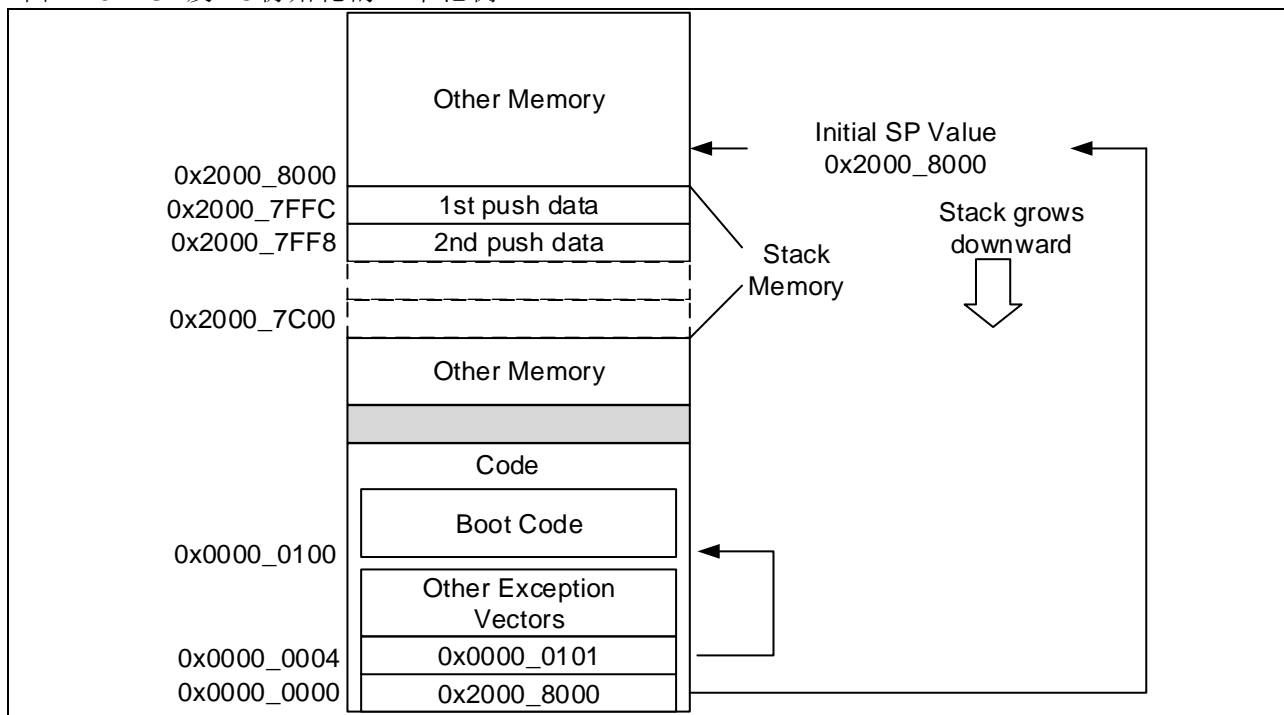 Other Memory
Initial SP Value
0x2000_8000
0x2000_8000
0x2000_7FFC
1st push data
Stack grows
downward
0x2000_7FF8
2nd push data
Stack
Memory
0x2000_7C00
Other Memory
Code
Boot Code
0x0000_0100
Other Exception
Vectors
0x0000_0004
0x0000_0101
0x0000_0000
0x2000_8000